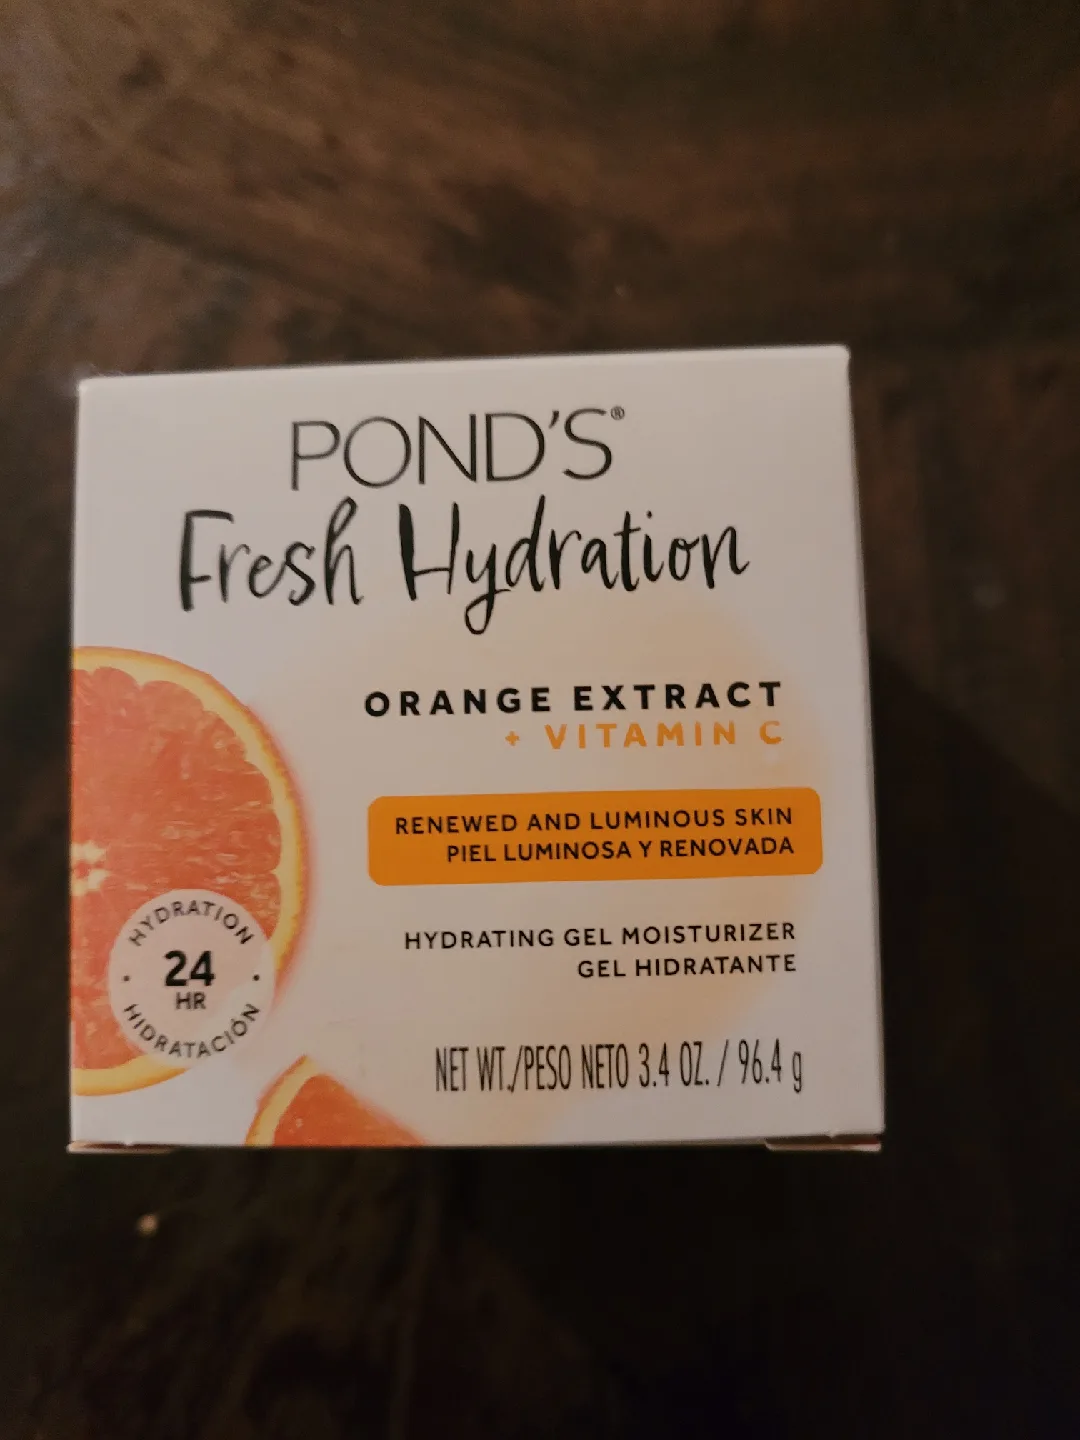 POND'S®
Fresh Hydration
ORANGE EXTRACT
+ VITAMIN C
RENEWED AND LUMINOUS SKIN
PIEL LUMINOSA Y RENOVADA
HYDRATING GEL MOISTURIZER
GEL HIDRATANTE
HYDRATION
24
HR
HIDRATACIÓN
NET WT./PESO NETO 3.4 OZ. / 96.4 g